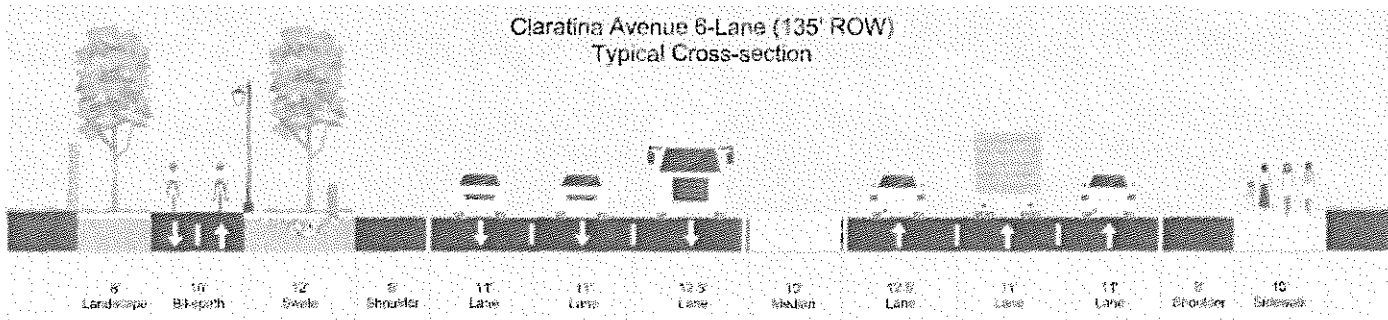 Claratina Avenue 6-Lane (135' ROW)
Typical Cross-section
8' 10' 12' 8' 11' 11' 12.5' 10' 12.5' 11' 11' 8' 10'
Landscape Bikepath Swale Shoulder Lane Lane Lane Median Lane Lane Lane Shoulder Sidewalk